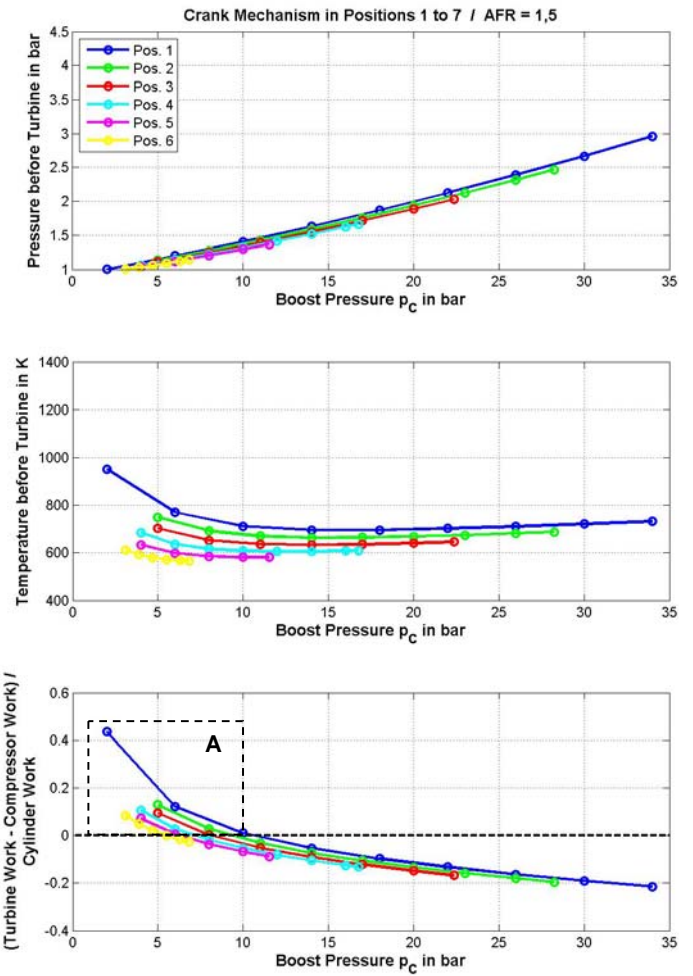 Crank Mechanism in Positions 1 to 7 / AFR = 1,5
Pressure before Turbine in bar
4.5
4
3.5
3
2.5
2
1.5
1
Pos. 1
Pos. 2
Pos. 3
Pos. 4
Pos. 5
Pos. 6
0 5 10 15 20 25 30 35
Boost Pressure pC in bar
Temperature before Turbine in K
1400
1200
1000
800
600
400
0 5 10 15 20 25 30 35
Boost Pressure pC in bar
(Turbine Work - Compressor Work) /
Cylinder Work
0.6
0.4
0.2
0
-0.2
-0.4
A
0 5 10 15 20 25 30 35
Boost Pressure pC in bar